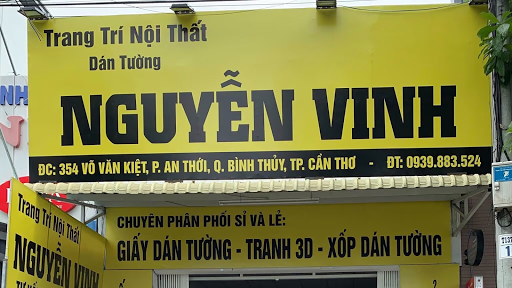 Trang Trí Nội Thất
Dán Tường
NGUYỄN VINH
ĐC: 354 VÕ VĂN KIỆT, P. AN THỚI, Q. BÌNH THỦY, TP. CẦN THƠ - ĐT: 0939.883.524
CHUYÊN PHÂN PHỐI SỈ VÀ LẺ:
GIẤY DÁN TƯỜNG - TRANH 3D - XỐP DÁN TƯỜNG
Trang Trí Nội Thất
NGUYỄN VINH